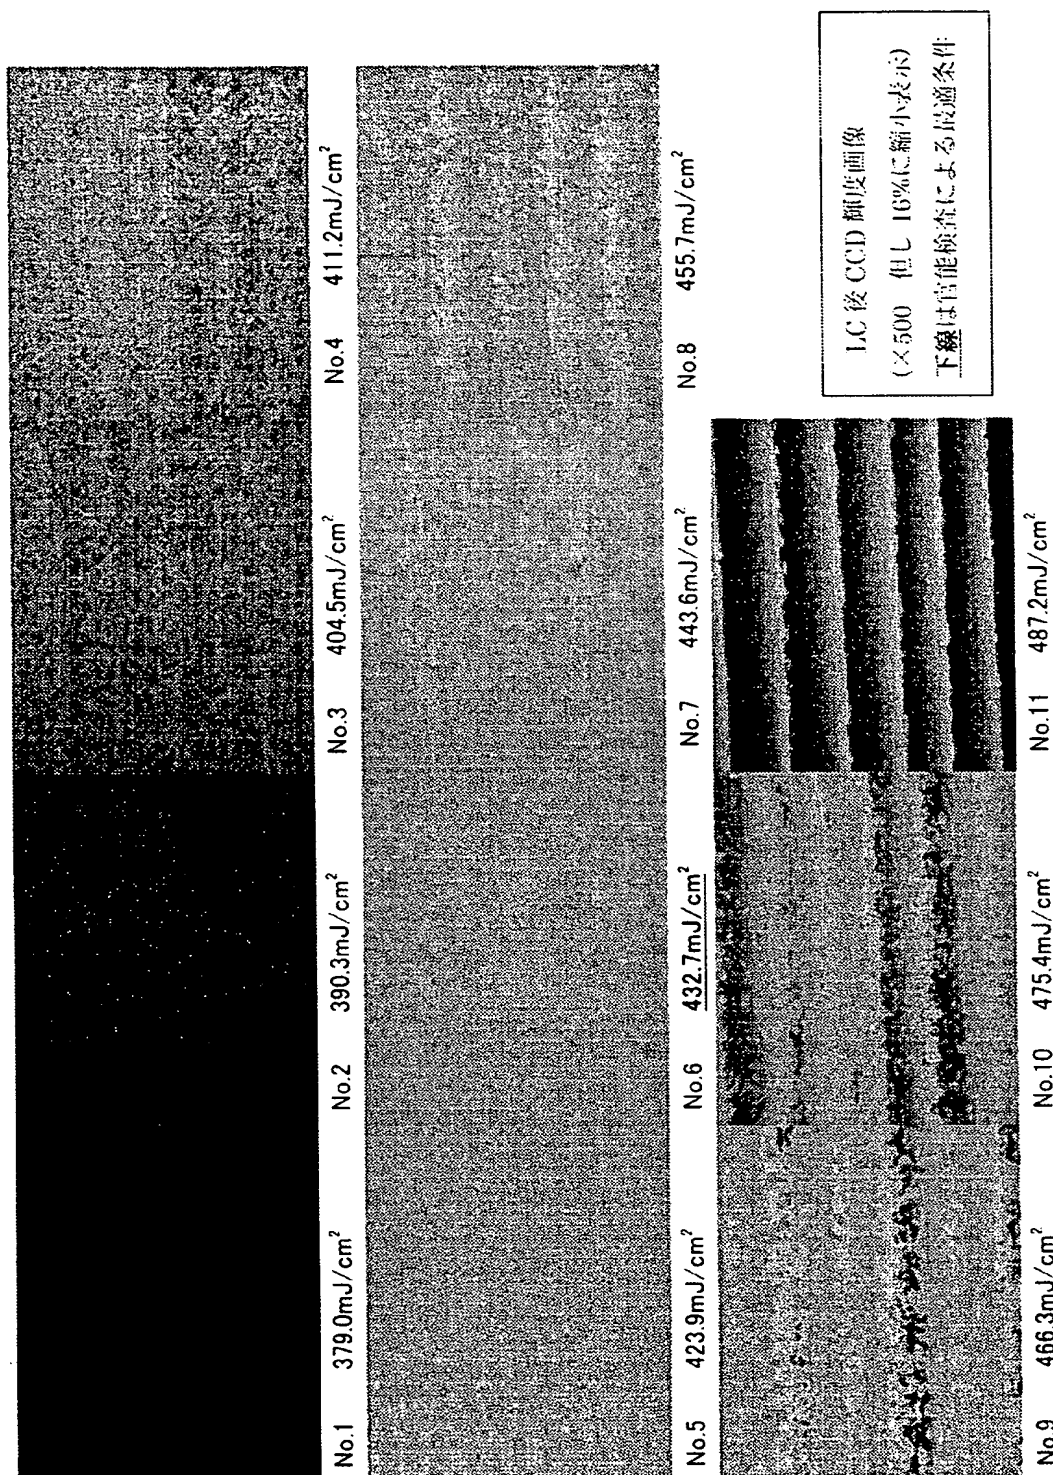 No.1 379.0mJ/cm²
No.2 390.3mJ/cm²
No.3 404.5mJ/cm²
No.4 411.2mJ/cm²
No.5 423.9mJ/cm²
No.6 432.7mJ/cm²
No.7 443.6mJ/cm²
No.8 455.7mJ/cm²
No.9 466.3mJ/cm²
No.10 475.4mJ/cm²
No.11 487.2mJ/cm²
LC 後 CCD 輝度画像
(×500 但し 16%に縮小表示)
下線は官能検査による最適条件